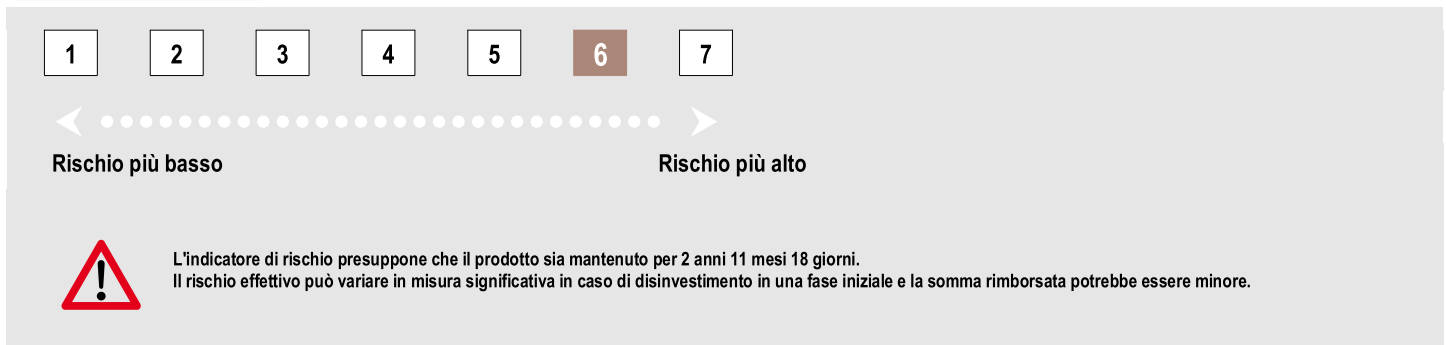 1 2 3 4 5 6 7
Rischio più basso Rischio più alto
L'indicatore di rischio presuppone che il prodotto sia mantenuto per 2 anni 11 mesi 18 giorni.
Il rischio effettivo può variare in misura significativa in caso di disinvestimento in una fase iniziale e la somma rimborsata potrebbe essere minore.